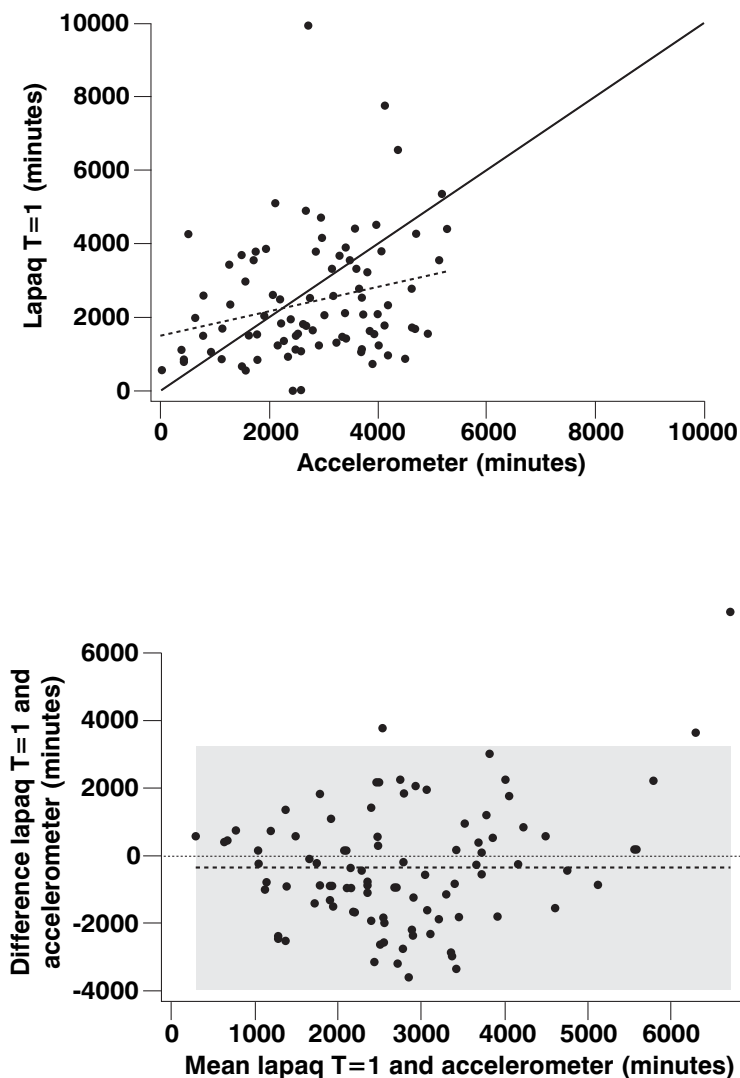 10000
8000
6000
4000
2000
0
Lapaq T=1 (minutes)
0 2000 4000 6000 8000 10000
Accelerometer (minutes)
6000
4000
2000
0
-2000
-4000
Difference lapaq T=1 and
accelerometer (minutes)
0 1000 2000 3000 4000 5000 6000
Mean lapaq T=1 and accelerometer (minutes)